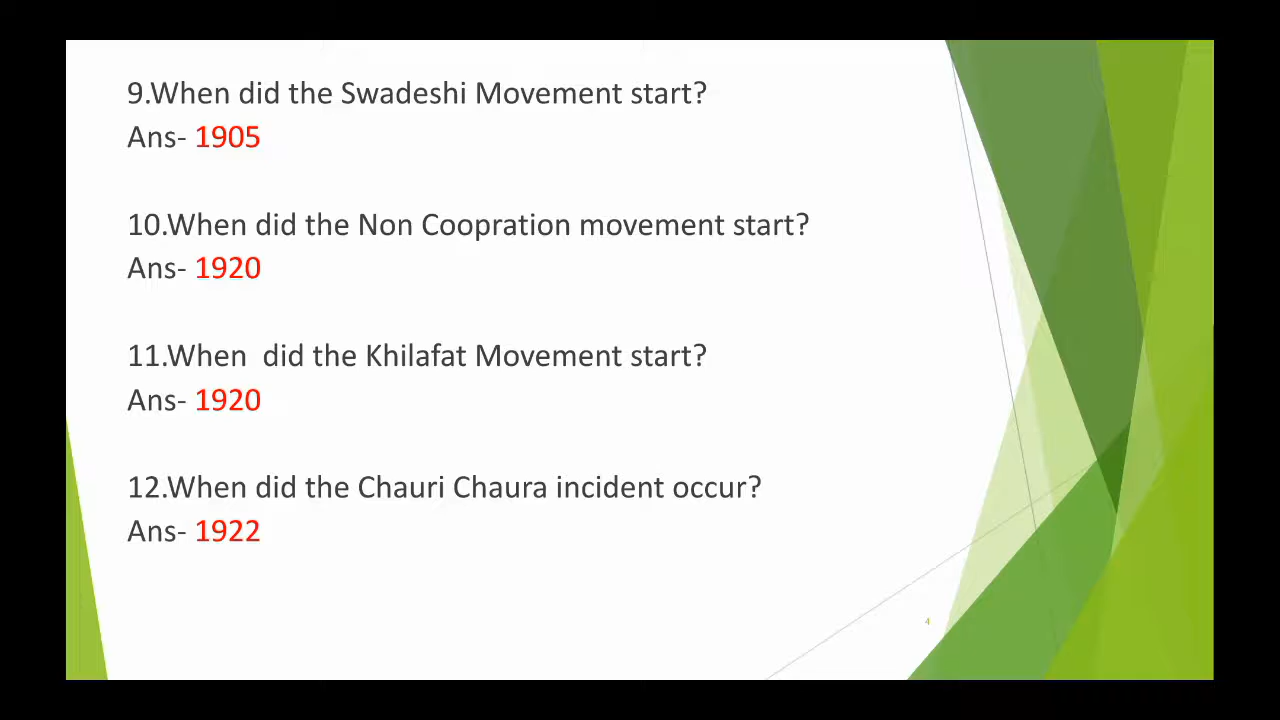 9.When did the Swadeshi Movement start?
Ans- 1905
10.When did the Non Coopration movement start?
Ans- 1920
11.When  did the Khilafat Movement start?
Ans- 1920
12.When did the Chauri Chaura incident occur?
Ans- 1922
4